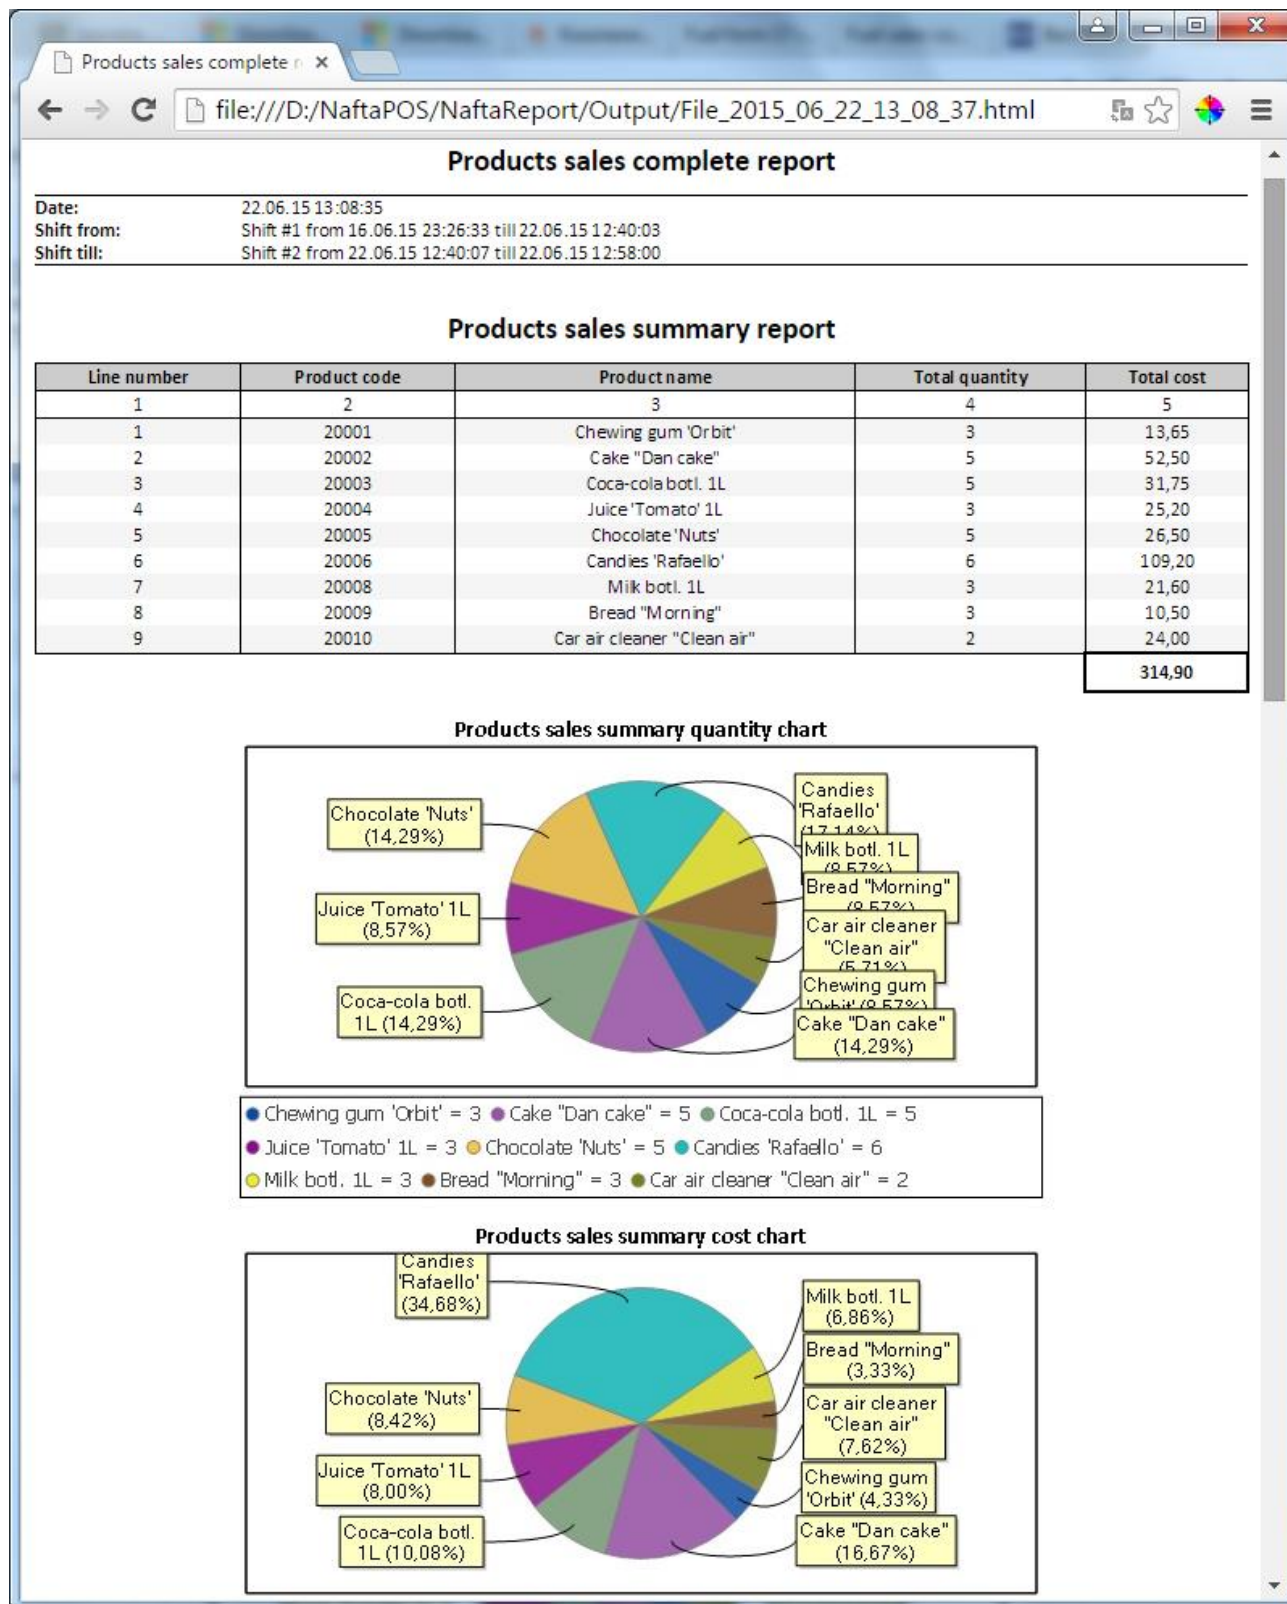 Products sales complete r
file:///D:/NaftaPOS/NaftaReport/Output/File_2015_06_22_13_08_37.html
Products sales complete report
Date: 22.06.15 13:08:35
Shift from: Shift #1 from 16.06.15 23:26:33 till 22.06.15 12:40:03
Shift till: Shift #2 from 22.06.15 12:40:07 till 22.06.15 12:58:00
Products sales summary report
Line number Product code Product name Total quantity Total cost
1 2 3 4 5
1 20001 Chewing gum 'Orbit' 3 13,65
2 20002 Cake "Dan cake" 5 52,50
3 20003 Coca-cola botl. 1L 5 31,75
4 20004 Juice 'Tomato' 1L 3 25,20
5 20005 Chocolate 'Nuts' 5 26,50
6 20006 Candies 'Rafaello' 6 109,20
7 20008 Milk botl. 1L 3 21,60
8 20009 Bread "Morning" 3 10,50
9 20010 Car air cleaner "Clean air" 2 24,00
314,90
Products sales summary quantity chart
Chocolate 'Nuts'
(14,29%)
Juice 'Tomato' 1L
(8,57%)
Coca-cola botl.
1L (14,29%)
Candies
'Rafaello'
(17,14%)
Milk botl. 1L
(8,57%)
Bread "Morning"
(8,57%)
Car air cleaner
"Clean air"
(5,71%)
Chewing gum
'Orbit' (8,57%)
Cake "Dan cake"
(14,29%)
Chewing gum 'Orbit' = 3 Cake "Dan cake" = 5 Coca-cola botl. 1L = 5
Juice 'Tomato' 1L = 3 Chocolate 'Nuts' = 5 Candies 'Rafaello' = 6
Milk botl. 1L = 3 Bread "Morning" = 3 Car air cleaner "Clean air" = 2
Products sales summary cost chart
Candies
'Rafaello'
(34,68%)
Chocolate 'Nuts'
(8,42%)
Juice 'Tomato' 1L
(8,00%)
Coca-cola botl.
1L (10,08%)
Milk botl. 1L
(6,86%)
Bread "Morning"
(3,33%)
Car air cleaner
"Clean air"
(7,62%)
Chewing gum
'Orbit' (4,33%)
Cake "Dan cake"
(16,67%)